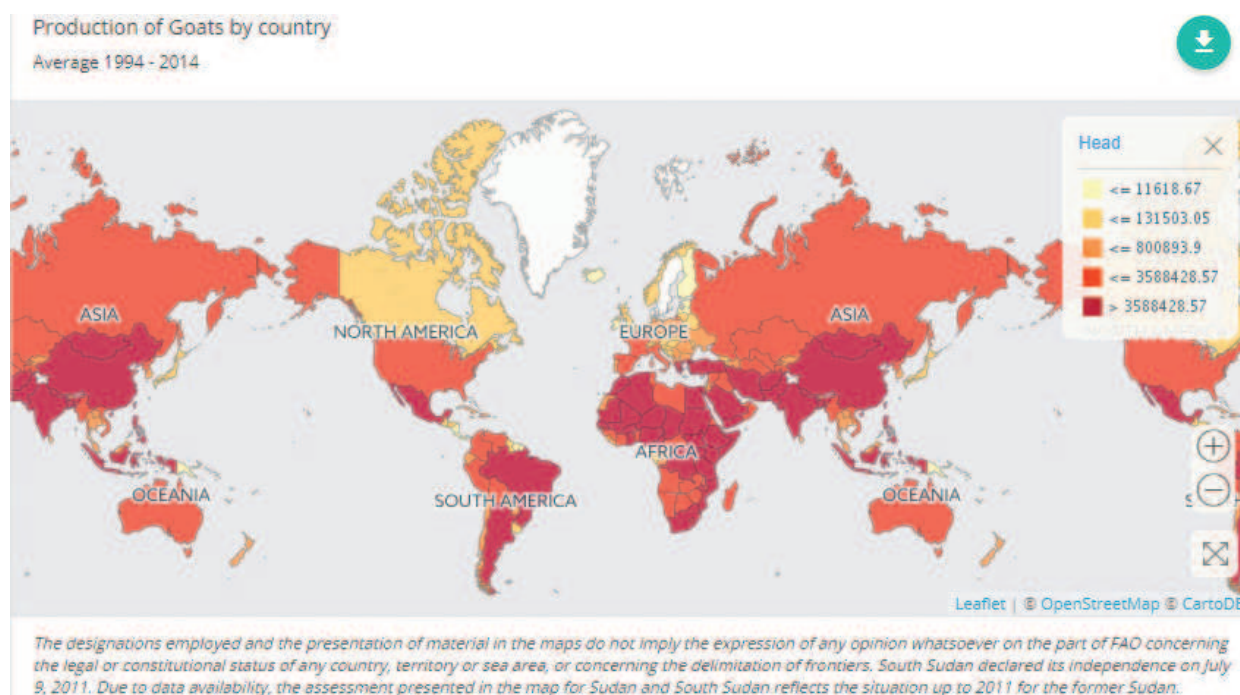 Production of Goats by country
Average 1994 - 2014
Head
<= 11618.67
<= 131503.05
<= 800893.9
<= 3588428.57
> 3588428.57
ASIA
NORTH AMERICA
EUROPE
ASIA
AFRICA
OCEANIA
SOUTH AMERICA
OCEANIA
Leaflet | © OpenStreetMap © CartoDB
The designations employed and the presentation of material in the maps do not imply the expression of any opinion whatsoever on the part of FAO concerning
the legal or constitutional status of any country, territory or sea area, or concerning the delimitation of frontiers. South Sudan declared its independence on July
9, 2011. Due to data availability, the assessment presented in the map for Sudan and South Sudan reflects the situation up to 2011 for the former Sudan.